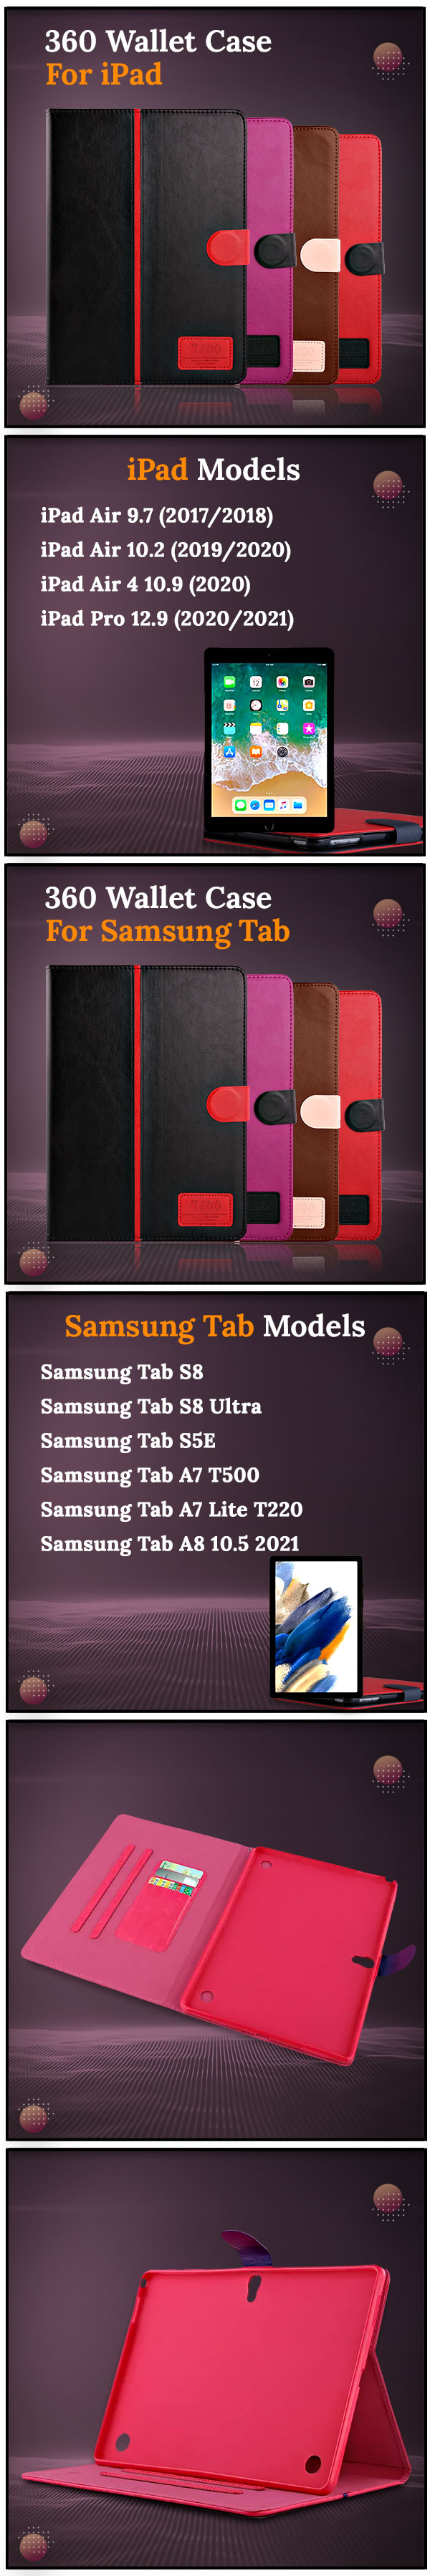 360 Wallet Case
For iPad
iPad Models
iPad Air 9.7 (2017/2018)
iPad Air 10.2 (2019/2020)
iPad Air 4 10.9 (2020)
iPad Pro 12.9 (2020/2021)
360 Wallet Case
For Samsung Tab
Samsung Tab Models
Samsung Tab S8
Samsung Tab S8 Ultra
Samsung Tab S5E
Samsung Tab A7 T500
Samsung Tab A7 Lite T220
Samsung Tab A8 10.5 2021